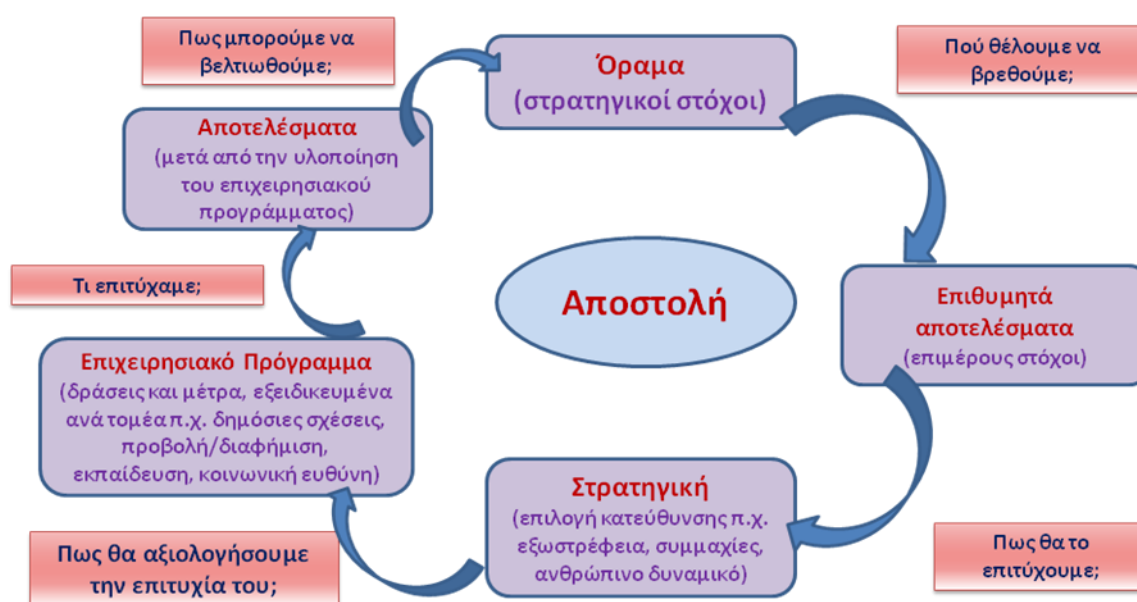 Πως μπορούμε να
βελτιωθούμε;
Όραμα
(στρατηγικοί στόχοι)
Πού θέλουμε να
βρεθούμε;
Αποτελέσματα
(μετά από την υλοποίηση
του επιχειρησιακού
προγράμματος)
Τι επιτύχαμε;
Αποστολή
Επιθυμητά
αποτελέσματα
(επιμέρους στόχοι)
Επιχειρησιακό Πρόγραμμα
(δράσεις και μέτρα, εξειδικευμένα
ανά τομέα π.χ. δημόσιες σχέσεις,
προβολή/διαφήμιση,
εκπαίδευση, κοινωνική ευθύνη)
Στρατηγική
(επιλογή κατεύθυνσης π.χ.
εξωστρέφεια, συμμαχίες,
ανθρώπινο δυναμικό)
Πως θα αξιολογήσουμε
την επιτυχία του;
Πως θα το
επιτύχουμε;